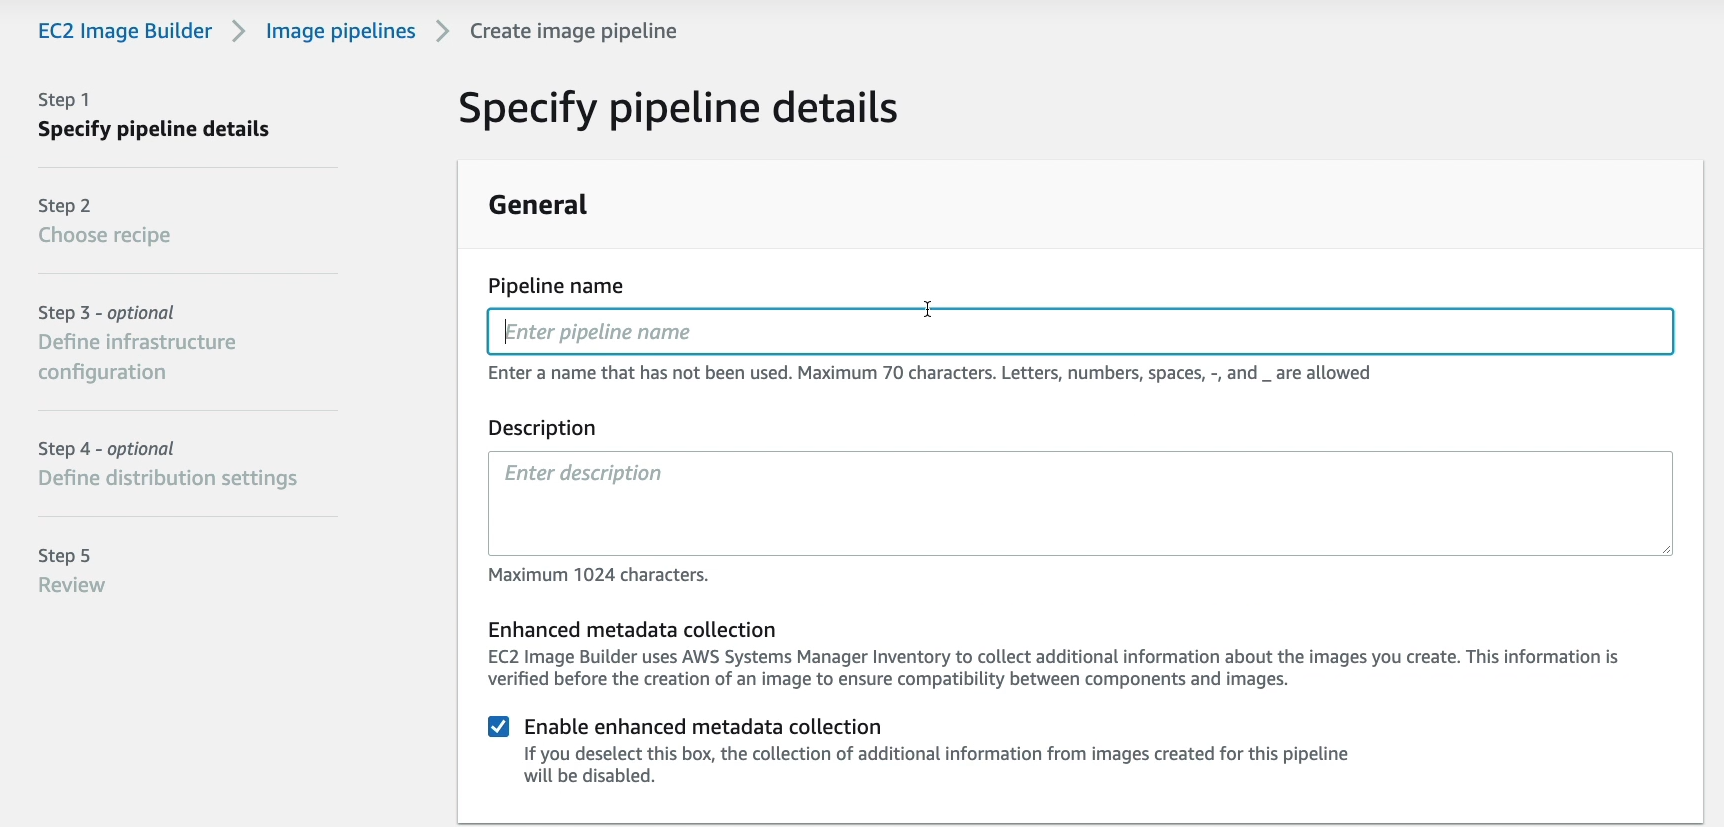 EC2 Image Builder > Image pipelines > Create image pipeline
Step 1
Specify pipeline details
Step 2
Choose recipe
Step 3 - optional
Define infrastructure
configuration
Step 4 - optional
Define distribution settings
Step 5
Review
Specify pipeline details
General
Pipeline name
Enter pipeline name
Enter a name that has not been used. Maximum 70 characters. Letters, numbers, spaces, -, and _ are allowed
Description
Enter description
Maximum 1024 characters.
Enhanced metadata collection
EC2 Image Builder uses AWS Systems Manager Inventory to collect additional information about the images you create. This information is
verified before the creation of an image to ensure compatibility between components and images.
Enable enhanced metadata collection
If you deselect this box, the collection of additional information from images created for this pipeline
will be disabled.